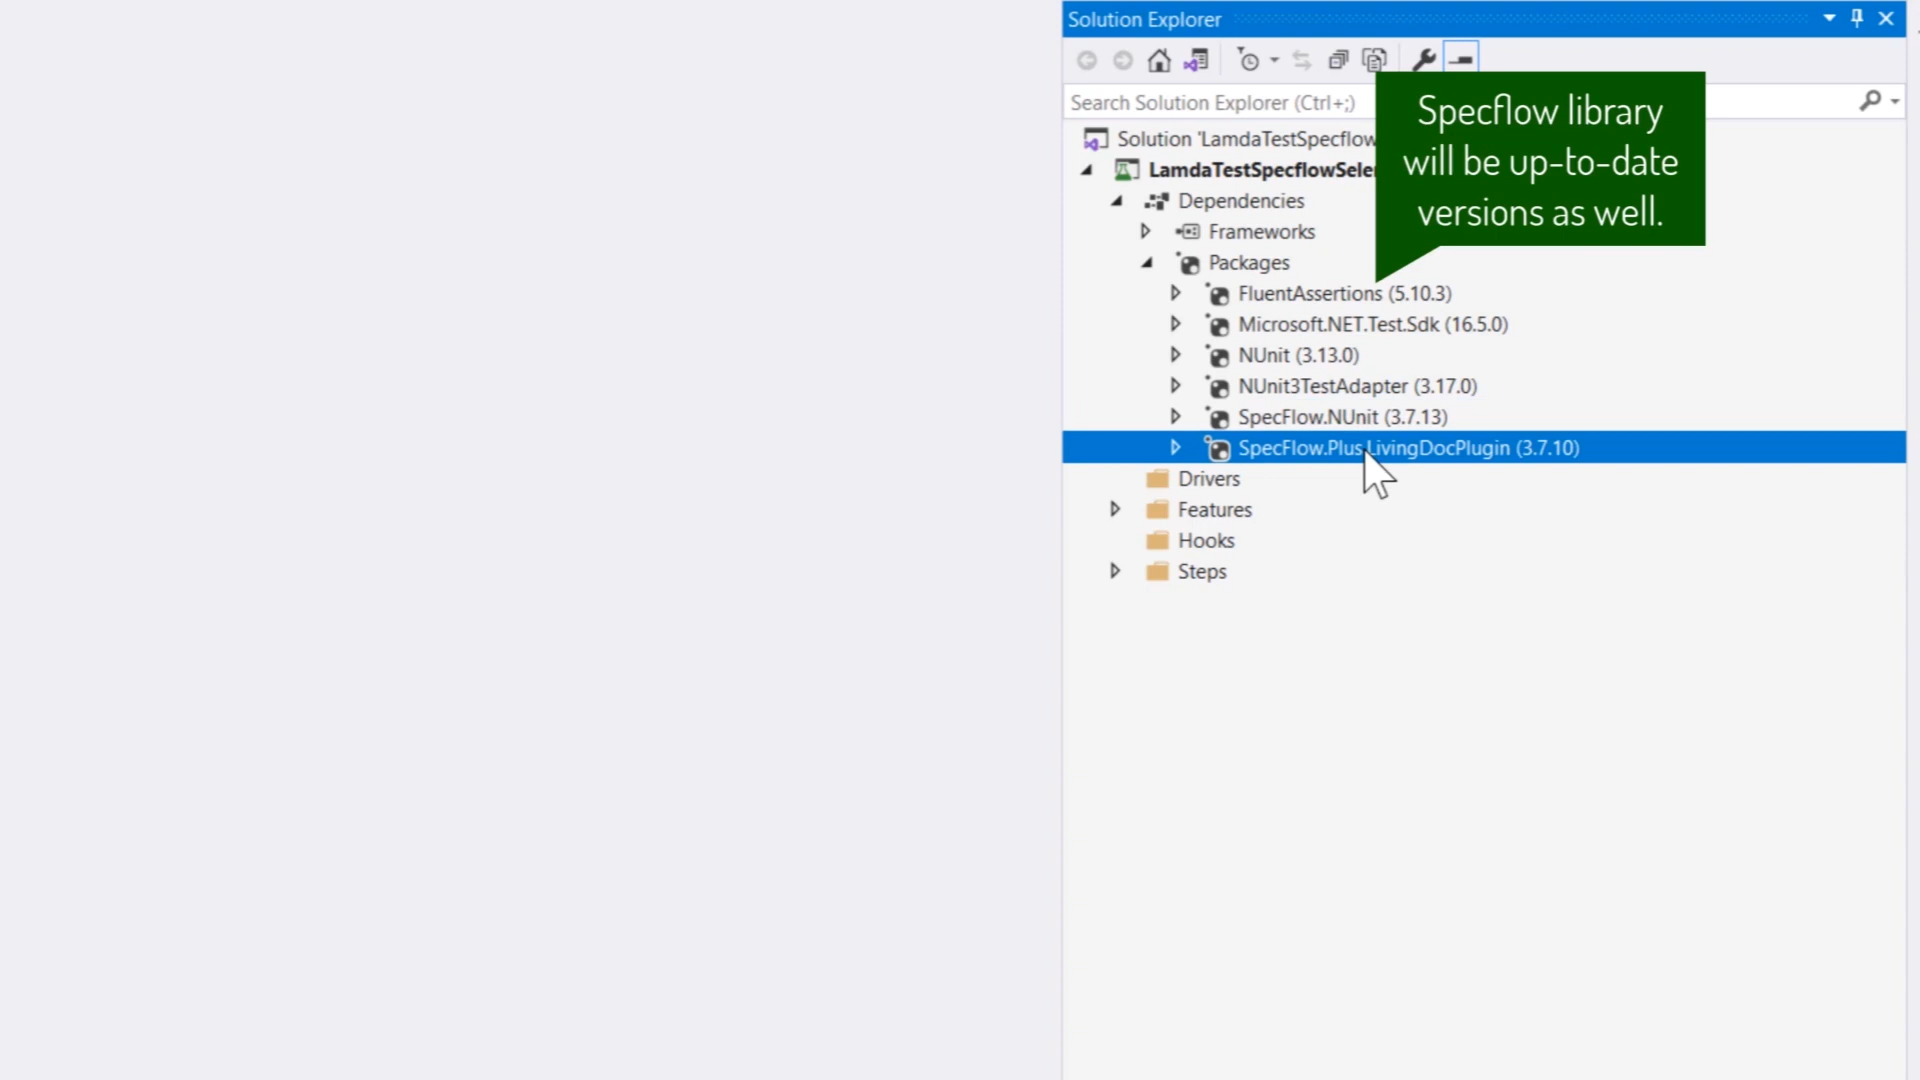 Solution Explorer
Search Solution Explorer (Ctrl+;)
Specflow library
will be up-to-date
versions as well.
Solution 'LamdaTestSpecflow
LamdaTestSpecflowSele
Dependencies
Frameworks
Packages
FluentAssertions (5.10.3)
Microsoft.NET.Test.Sdk (16.5.0)
NUnit (3.13.0)
NUnit3TestAdapter (3.17.0)
SpecFlow.NUnit (3.7.13)
SpecFlow.Plus.LivingDocPlugin (3.7.10)
Drivers
Features
Hooks
Steps